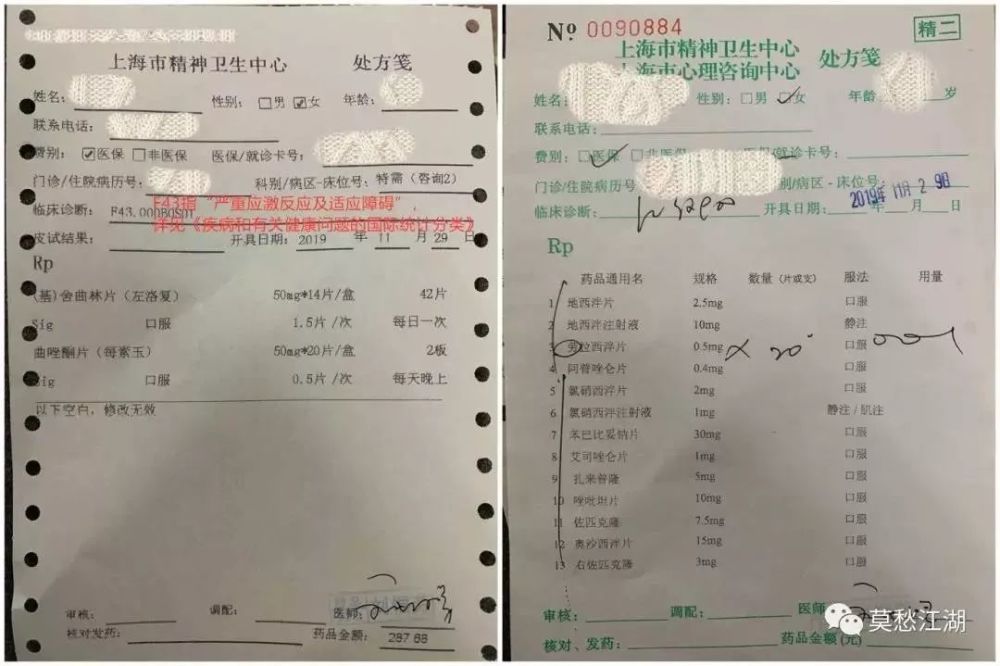 上海市精神卫生中心 处方笺
姓名：
性别： □男 ☑女 年龄：
联系电话：
费别： ☑医保 □非医保 医保/就诊卡号：
门诊/住院病历号： 科别/病区-床位号：特需（咨询2）
F43指“严重应激反应及适应障碍”，
临床诊断： F43.00DBQSD1
详见《疾病和有关健康问题的国际统计分类》
皮试结果： 开具日期： 2019 年 11 月 29 日
Rp
(基)舍曲林片（左洛复） 50mg*14片/盒 42片
Sig 口服 1.5片/次 每日一次
曲唑酮片（每素玉） 50mg*20片/盒 2板
Sig 口服 0.5片/次 每天晚上
以下空白，修改无效
审核： 调配： 医师：
核对发药： 药品金额： 287.68
№ 0090884 精二
上海市精神卫生中心
上海市心理咨询中心 处方笺
姓名： 性别：□男 □女 年龄 岁
联系电话：
费别：□医保 □非医保 医保/就诊卡号：
门诊/住院病历号： 科别/病区-床位号：
2019年11月29日
临床诊断： 开具日期： 年 月 日
Rp
药品通用名 规格 数量（片或支） 服法 用量
1 地西泮片 2.5mg 口服
2 地西泮注射液 10mg 静注
3 劳拉西泮片 0.5mg × 20 口服
4 阿普唑仑片 0.4mg 口服
5 氯硝西泮片 2mg 口服
6 氯硝西泮注射液 1mg 静注/肌注
7 苯巴比妥钠片 30mg 口服
8 艾司唑仑片 1mg 口服
9 扎来普隆 5mg 口服
10 唑吡坦片 10mg 口服
11 佐匹克隆 7.5mg 口服
12 奥沙西泮片 15mg 口服
13 右佐匹克隆 3mg 口服
审核： 调配： 医师
核对、发药： 药品金额(元)
莫愁江湖